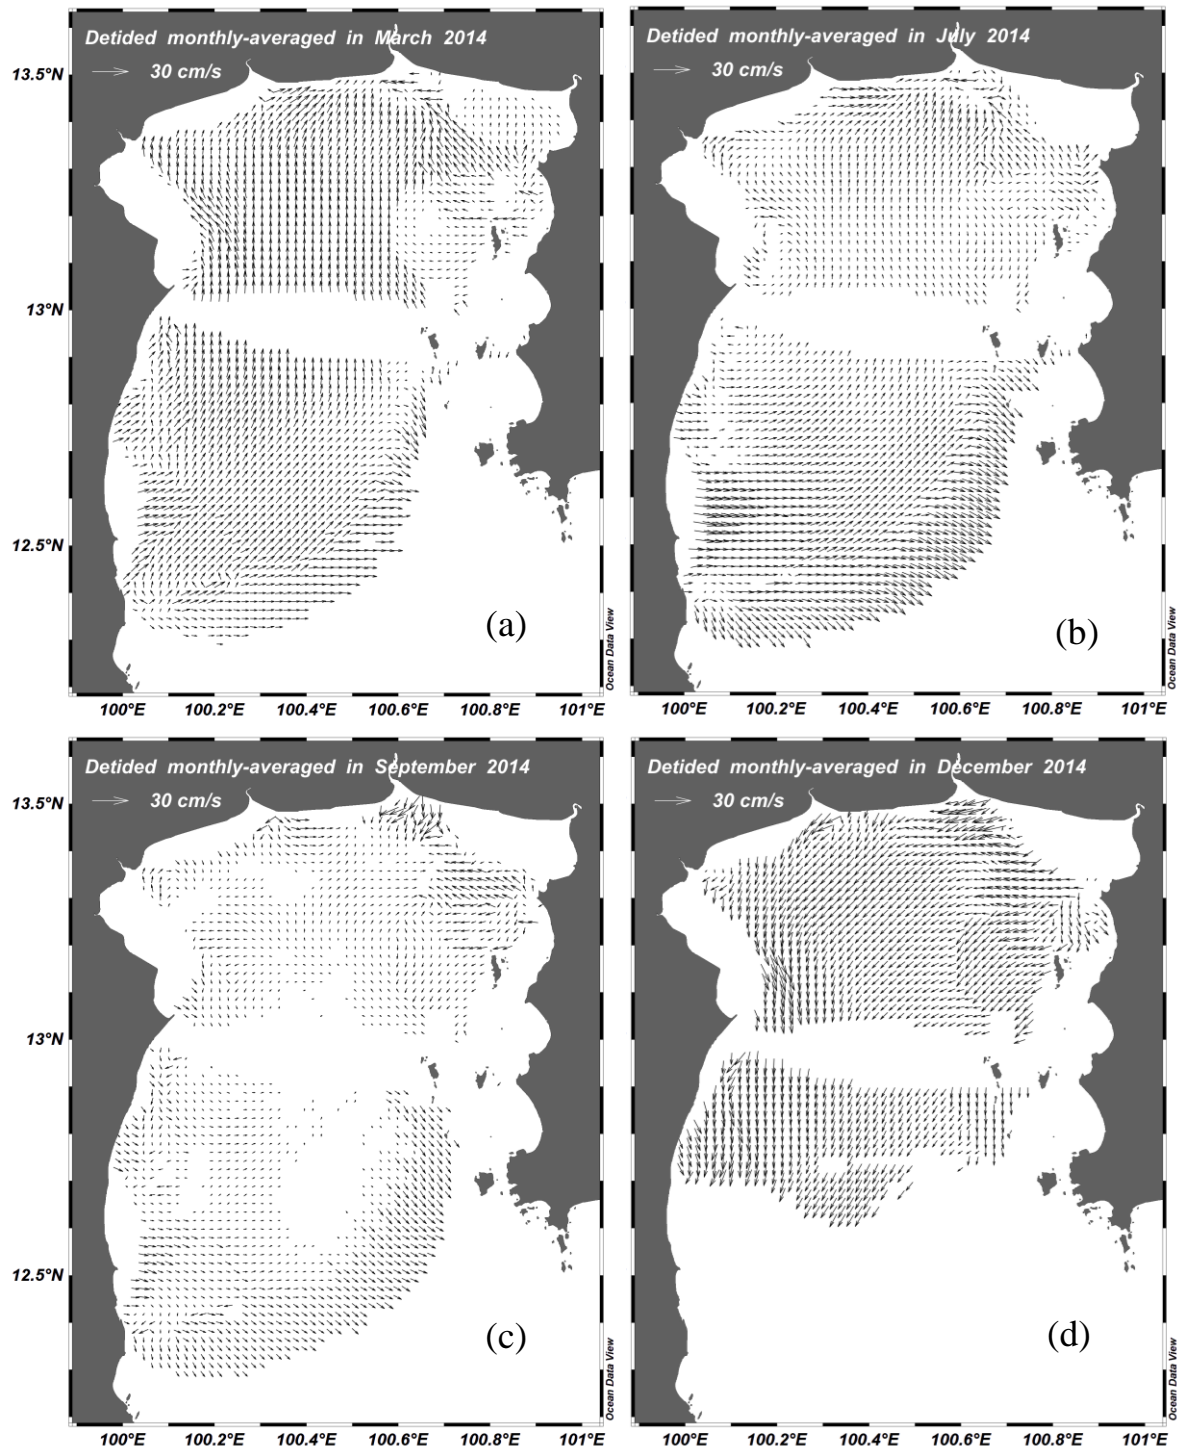 Detided monthly-averaged in March 2014
30 cm/s
13.5°N
13°N
12.5°N
(a)
Ocean Data View
100°E 100.2°E 100.4°E 100.6°E 100.8°E 101°E
Detided monthly-averaged in July 2014
30 cm/s
(b)
Ocean Data View
100°E 100.2°E 100.4°E 100.6°E 100.8°E 101°E
Detided monthly-averaged in September 2014
30 cm/s
13.5°N
13°N
12.5°N
(c)
Ocean Data View
100°E 100.2°E 100.4°E 100.6°E 100.8°E 101°E
Detided monthly-averaged in December 2014
30 cm/s
(d)
Ocean Data View
100°E 100.2°E 100.4°E 100.6°E 100.8°E 101°E